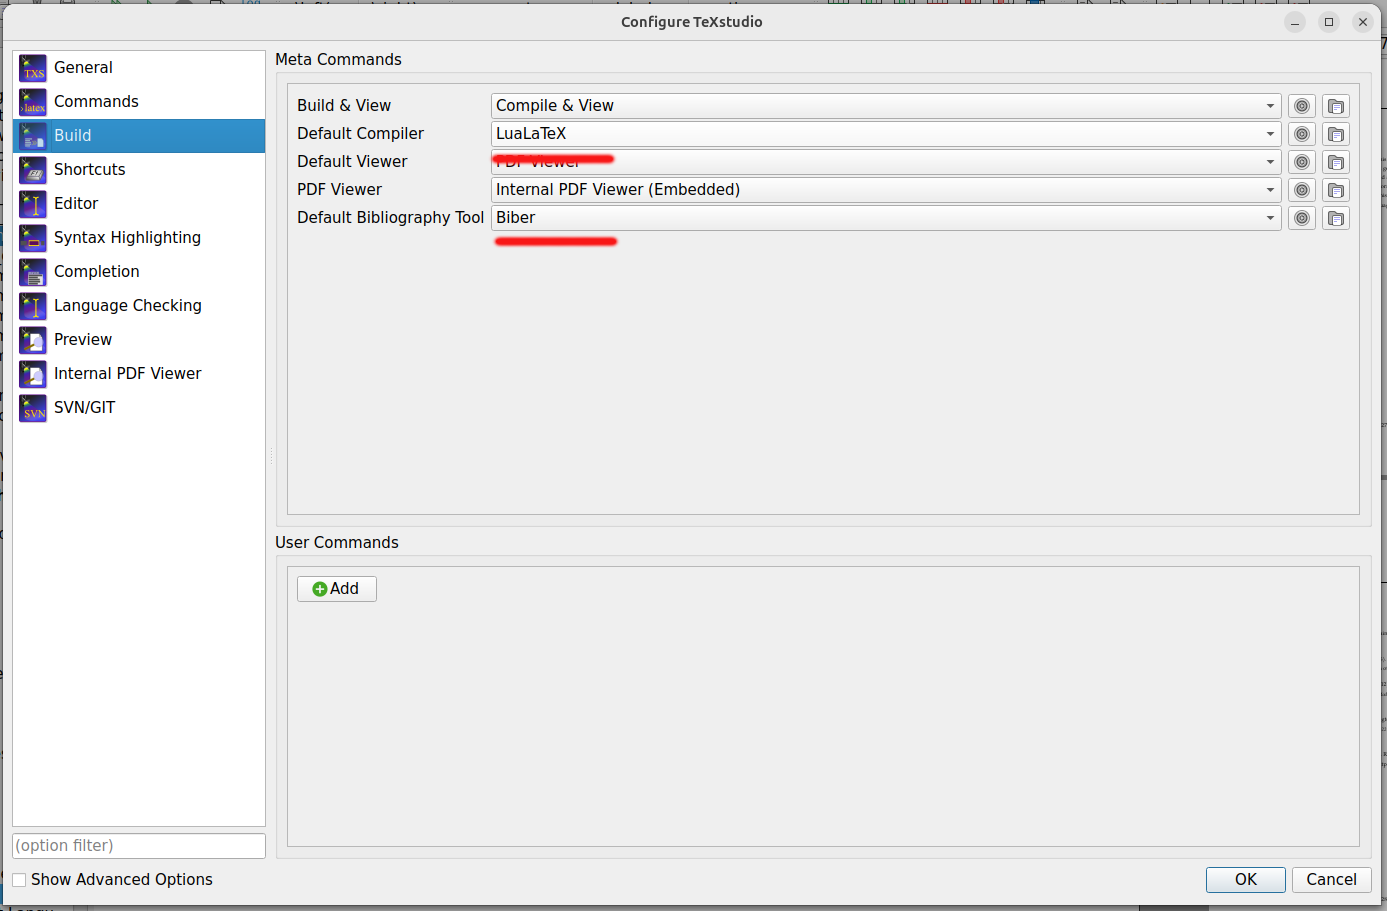 Configure TeXstudio
General
Commands
Build
Shortcuts
Editor
Syntax Highlighting
Completion
Language Checking
Preview
Internal PDF Viewer
SVN/GIT
(option filter)
Show Advanced Options
Meta Commands
Build & View Compile & View
Default Compiler LuaLaTeX
Default Viewer PDF Viewer
PDF Viewer Internal PDF Viewer (Embedded)
Default Bibliography Tool Biber
User Commands
Add
OK Cancel